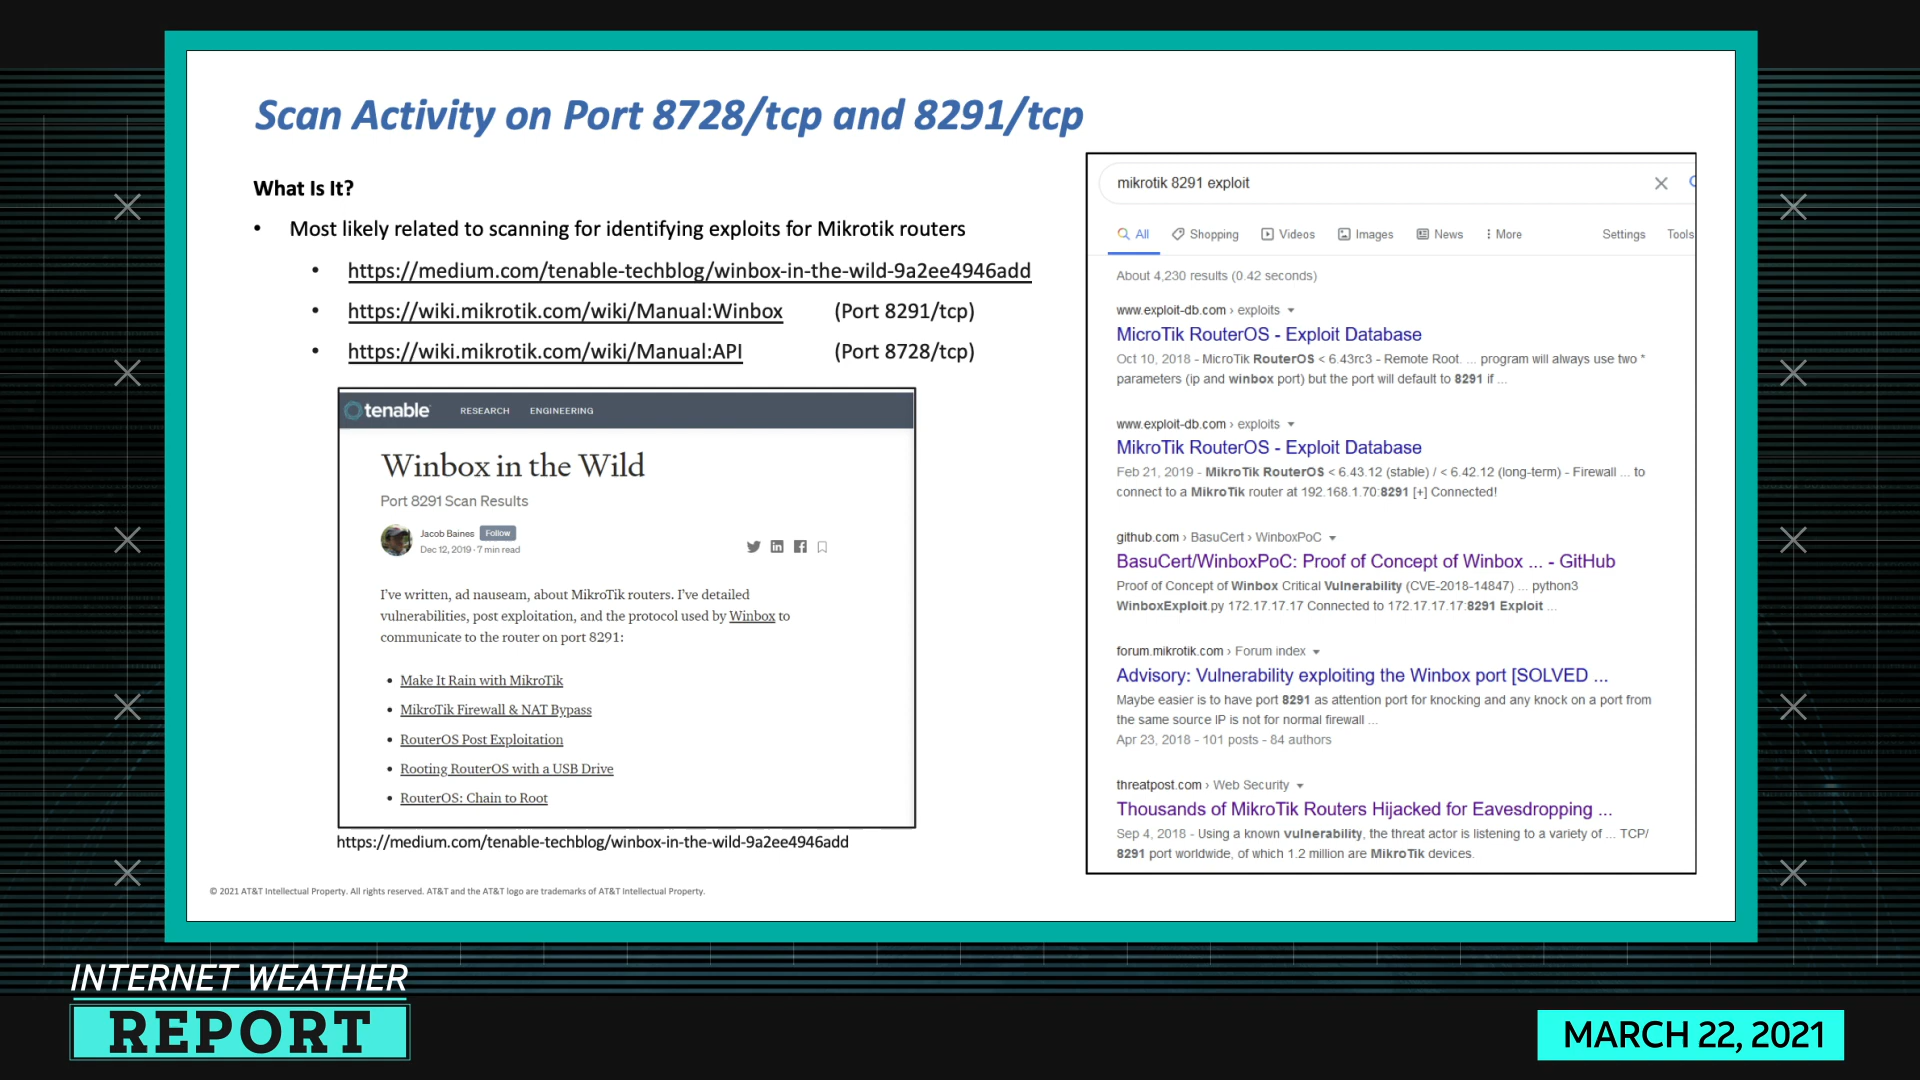 Scan Activity on Port 8728/tcp and 8291/tcp
What Is It?
• Most likely related to scanning for identifying exploits for Mikrotik routers
• https://medium.com/tenable-techblog/winbox-in-the-wild-9a2ee4946add
• https://wiki.mikrotik.com/wiki/Manual:Winbox (Port 8291/tcp)
• https://wiki.mikrotik.com/wiki/Manual:API (Port 8728/tcp)
tenable RESEARCH ENGINEERING
Winbox in the Wild
Port 8291 Scan Results
Jacob Baines Follow
Dec 12, 2019 · 7 min read
I've written, ad nauseam, about MikroTik routers. I've detailed
vulnerabilities, post exploitation, and the protocol used by Winbox to
communicate to the router on port 8291:
• Make It Rain with MikroTik
• MikroTik Firewall & NAT Bypass
• RouterOS Post Exploitation
• Rooting RouterOS with a USB Drive
• RouterOS: Chain to Root
https://medium.com/tenable-techblog/winbox-in-the-wild-9a2ee4946add
© 2021 AT&T Intellectual Property. All rights reserved. AT&T and the AT&T logo are trademarks of AT&T Intellectual Property.
mikrotik 8291 exploit
All Shopping Videos Images News More Settings Tools
About 4,230 results (0.42 seconds)
www.exploit-db.com › exploits
MicroTik RouterOS - Exploit Database
Oct 10, 2018 - MicroTik RouterOS < 6.43rc3 - Remote Root. ... program will always use two *
parameters (ip and winbox port) but the port will default to 8291 if ...
www.exploit-db.com › exploits
MikroTik RouterOS - Exploit Database
Feb 21, 2019 - MikroTik RouterOS < 6.43.12 (stable) / < 6.42.12 (long-term) - Firewall ... to
connect to a MikroTik router at 192.168.1.70:8291 [+] Connected!
github.com › BasuCert › WinboxPoC
BasuCert/WinboxPoC: Proof of Concept of Winbox ... - GitHub
Proof of Concept of Winbox Critical Vulnerability (CVE-2018-14847) ... python3
WinboxExploit.py 172.17.17.17 Connected to 172.17.17.17:8291 Exploit ...
forum.mikrotik.com › Forum index
Advisory: Vulnerability exploiting the Winbox port [SOLVED ...
Maybe easier is to have port 8291 as attention port for knocking and any knock on a port from
the same source IP is not for normal firewall ...
Apr 23, 2018 - 101 posts - 84 authors
threatpost.com › Web Security
Thousands of MikroTik Routers Hijacked for Eavesdropping ...
Sep 4, 2018 - Using a known vulnerability, the threat actor is listening to a variety of ... TCP/
8291 port worldwide, of which 1.2 million are MikroTik devices.
INTERNET WEATHER
REPORT
MARCH 22, 2021